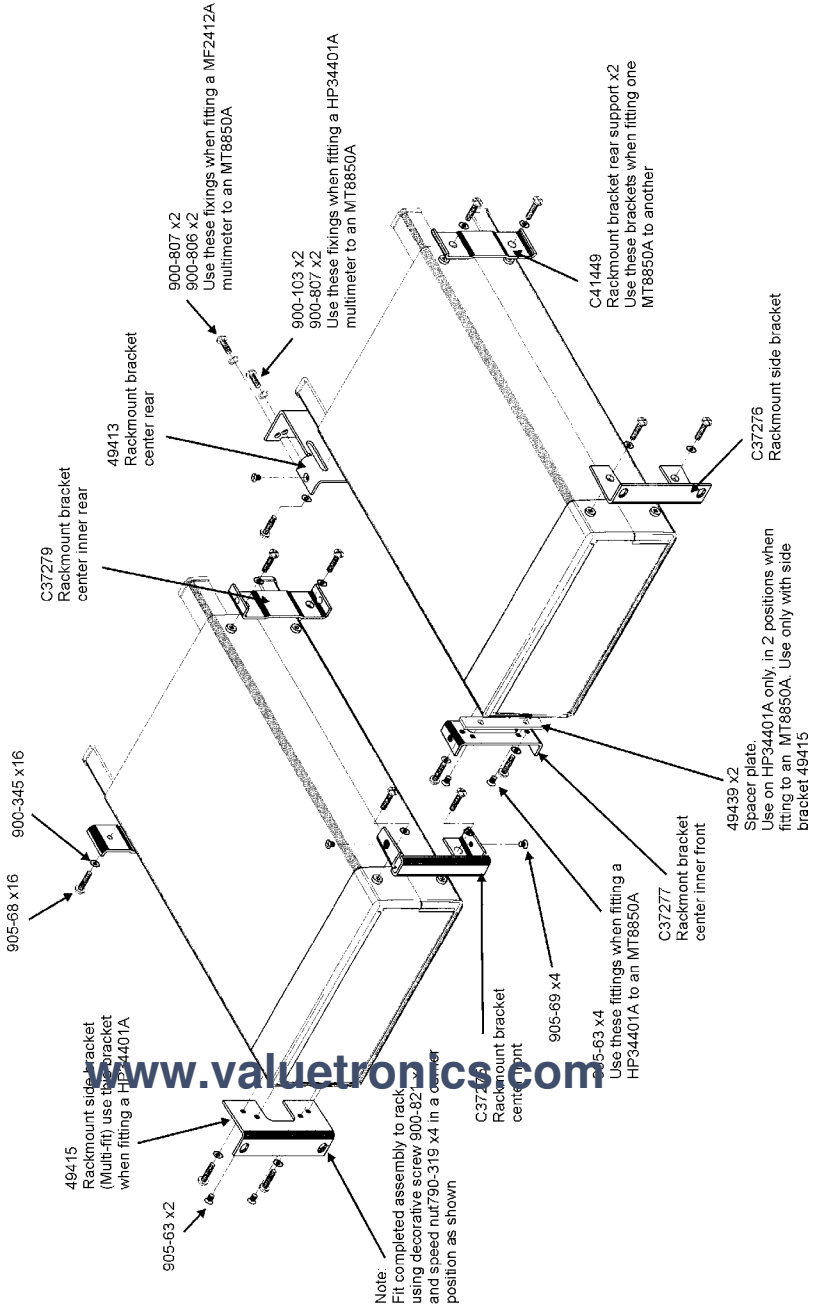 900-807 x2
900-806 x2
Use these fixings when fitting a MF2412A
multimeter to an MT8850A
900-103 x2
900-807 x2
Use these fixings when fitting a HP34401A
multimeter to an MT8850A
49413
Rackmount bracket
center rear
C37279
Rackmount bracket
center inner rear
900-345 x16
905-68 x16
49415
Rackmount side bracket
(Multi-fit) use this bracket
when fitting a HP34401A
905-63 x2
Note:
Fit completed assembly to rack
using decorative screw 900-821
and speed nut790-319 x4 in a corner
position as shown
Rackmount bracket
center front
905-69 x4
905-63 x4
Use these fittings when fitting a
HP34401A to an MT8850A
C37277
Rackmont bracket
center inner front
49439 x2
Spacer plate.
Use on HP34401A only, in 2 positions when
fitting to an MT8850A. Use only with side
bracket 49415
C37276
Rackmount side bracket
C41449
Rackmount bracket rear support x2
Use these brackets when fitting one
MT8850A to another
www.valuetronics.com